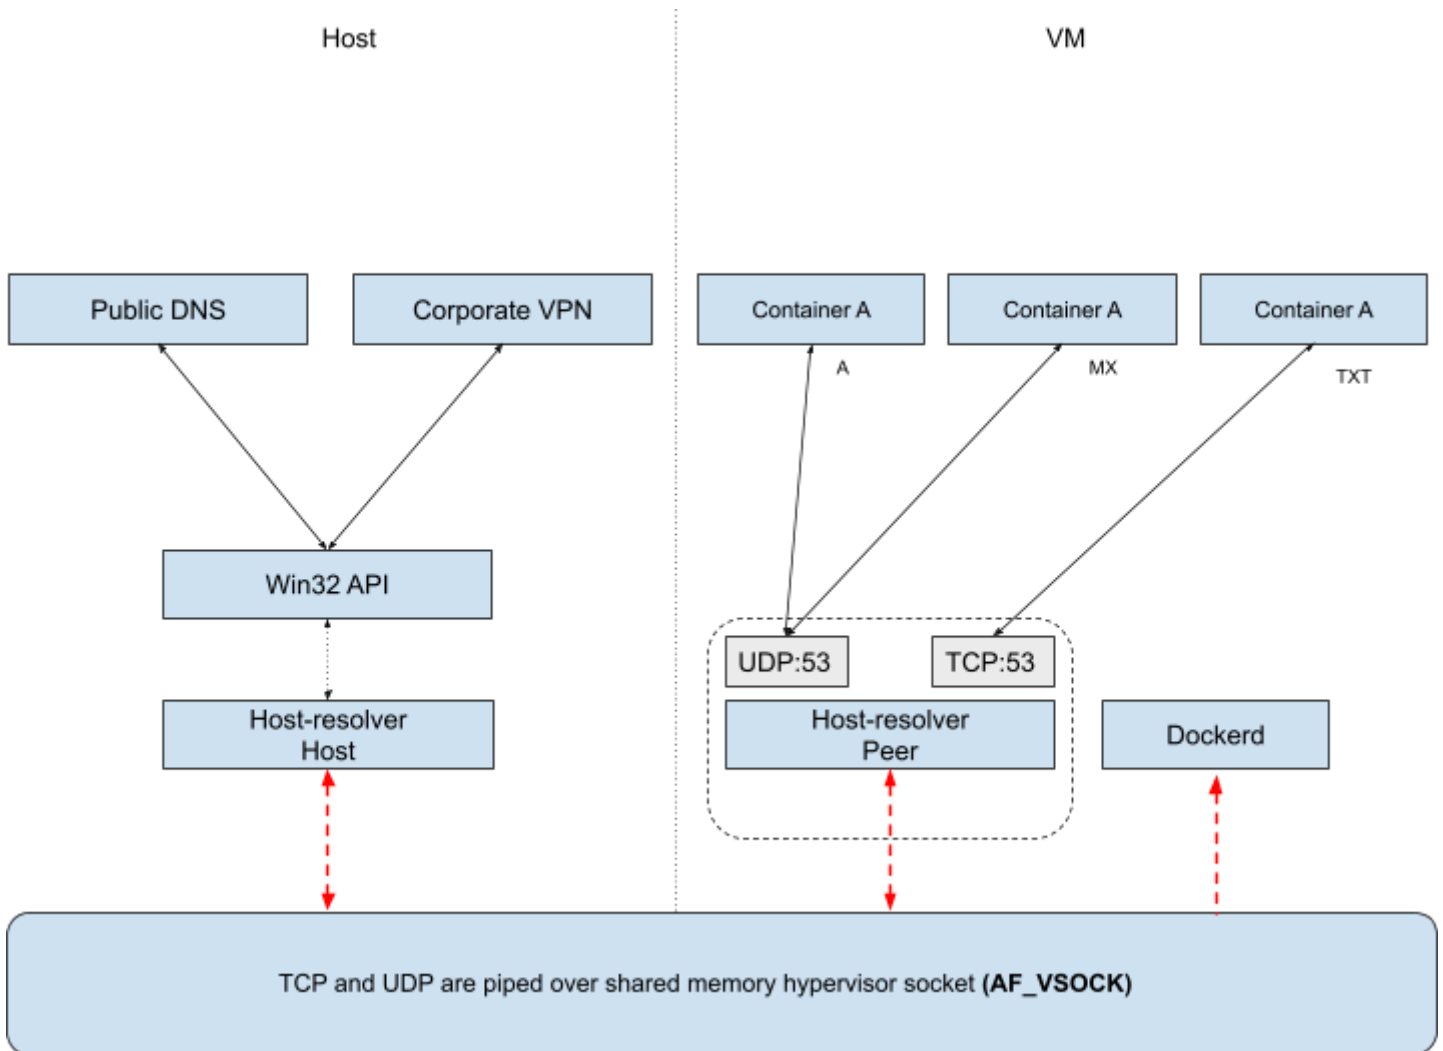 Host
VM
Public DNS
Corporate VPN
Container A
Container A
Container A
A
MX
TXT
Win32 API
UDP:53
TCP:53
Host-resolver
Host
Host-resolver
Peer
Dockerd
TCP and UDP are piped over shared memory hypervisor socket (AF_VSOCK)